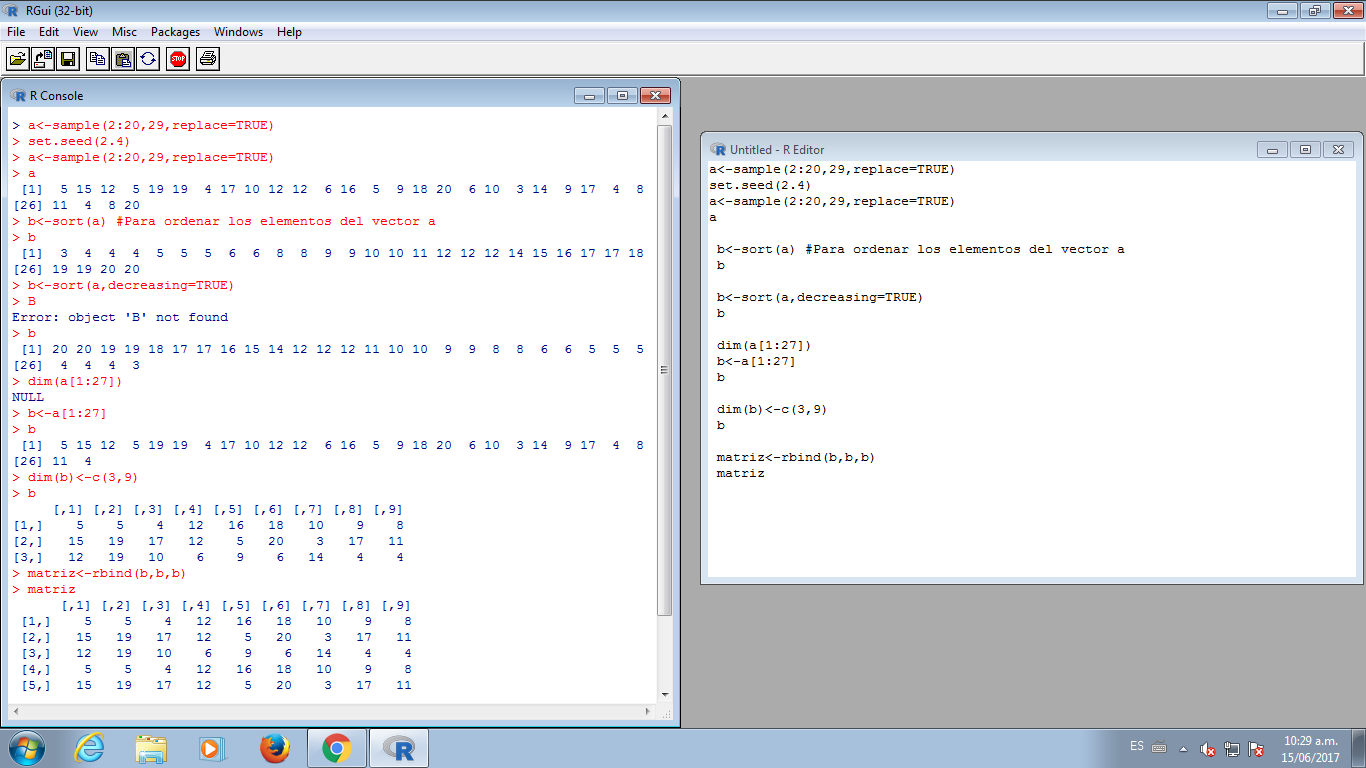 RGui (32-bit)
File Edit View Misc Packages Windows Help
STOP
R Console
> a<-sample(2:20,29,replace=TRUE)
> set.seed(2.4)
> a<-sample(2:20,29,replace=TRUE)
> a
 [1]  5 15 12  5 19 19  4 17 10 12 12  6 16  5  9 18 20  6 10  3 14  9 17  4  8
[26] 11  4  8 20
> b<-sort(a) #Para ordenar los elementos del vector a
> b
 [1]  3  4  4  4  5  5  5  6  6  8  8  9  9 10 10 11 12 12 12 14 15 16 17 17 18
[26] 19 19 20 20
> b<-sort(a,decreasing=TRUE)
> B
Error: object 'B' not found
> b
 [1] 20 20 19 19 18 17 17 16 15 14 12 12 12 11 10 10  9  9  8  8  6  6  5  5  5
[26]  4  4  4  3
> dim(a[1:27])
NULL
> b<-a[1:27]
> b
 [1]  5 15 12  5 19 19  4 17 10 12 12  6 16  5  9 18 20  6 10  3 14  9 17  4  8
[26] 11  4
> dim(b)<-c(3,9)
> b
     [,1] [,2] [,3] [,4] [,5] [,6] [,7] [,8] [,9]
[1,]    5    5    4   12   16   18   10    9    8
[2,]   15   19   17   12    5   20    3   17   11
[3,]   12   19   10    6    9    6   14    4    4
> matriz<-rbind(b,b,b)
> matriz
      [,1] [,2] [,3] [,4] [,5] [,6] [,7] [,8] [,9]
 [1,]    5    5    4   12   16   18   10    9    8
 [2,]   15   19   17   12    5   20    3   17   11
 [3,]   12   19   10    6    9    6   14    4    4
 [4,]    5    5    4   12   16   18   10    9    8
 [5,]   15   19   17   12    5   20    3   17   11
Untitled - R Editor
a<-sample(2:20,29,replace=TRUE)
set.seed(2.4)
a<-sample(2:20,29,replace=TRUE)
a
 b<-sort(a) #Para ordenar los elementos del vector a
 b
 b<-sort(a,decreasing=TRUE)
 b
 dim(a[1:27])
 b<-a[1:27]
 b
 dim(b)<-c(3,9)
 b
 matriz<-rbind(b,b,b)
 matriz
ES
10:29 a.m.
15/06/2017